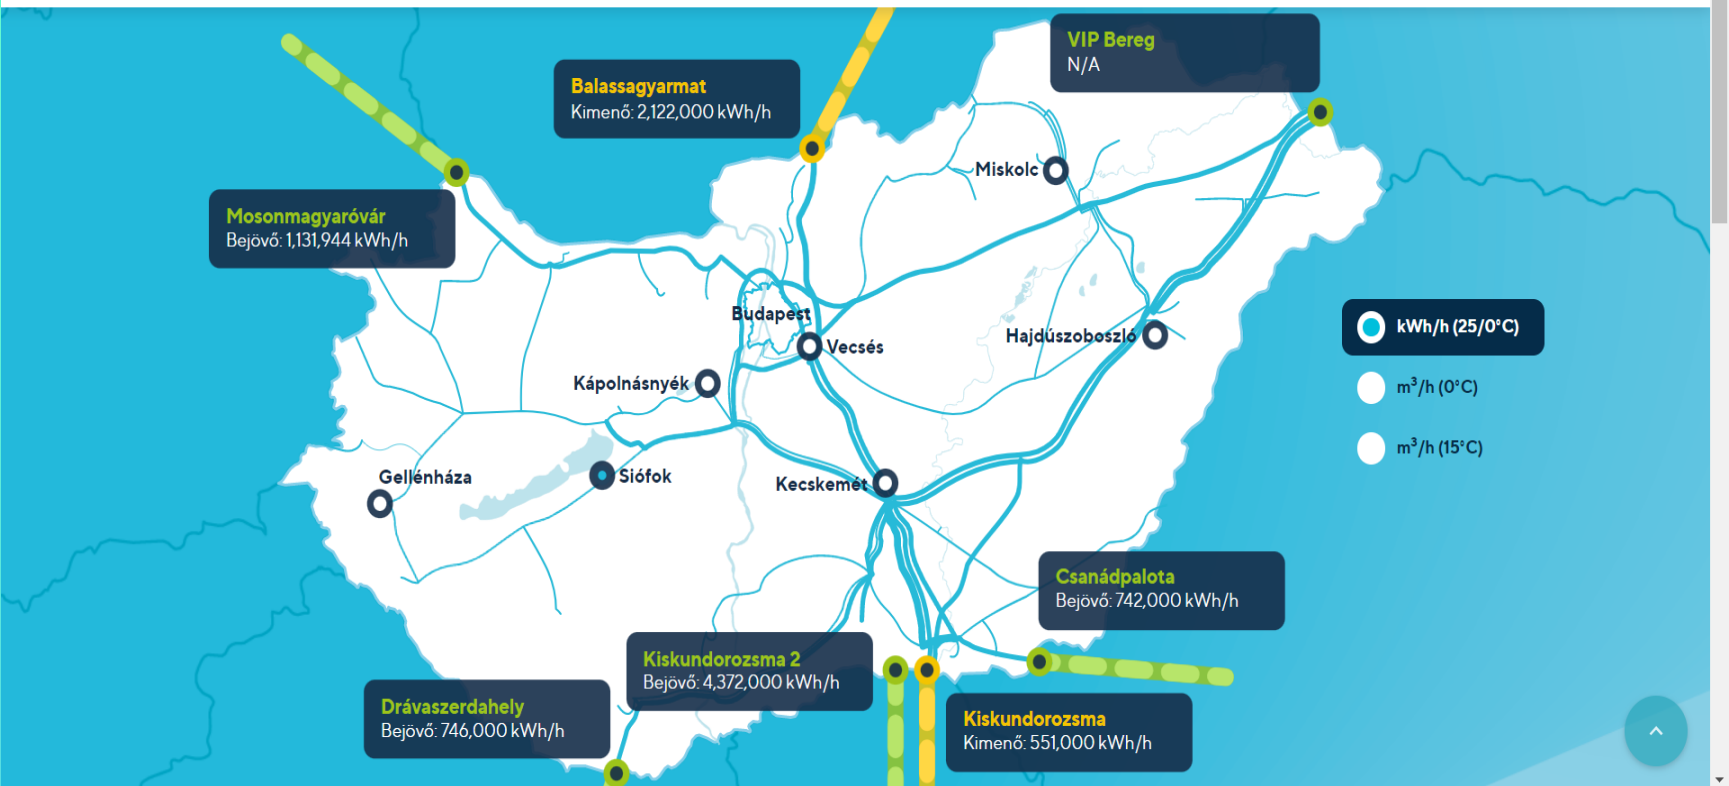 VIP Bereg
N/A
Balassagyarmat
Kimenő: 2,122,000 kWh/h
Miskolc
Mosonmagyaróvár
Bejövő: 1,131,944 kWh/h
Budapest
Vecsés
Hajdúszoboszló
kWh/h (25/0°C)
Kápolnásnyék
m³/h (0°C)
m³/h (15°C)
Gellénháza
Siófok
Kecskemét
Csanádpalota
Bejövő: 742,000 kWh/h
Kiskundorozsma 2
Bejövő: 4,372,000 kWh/h
Drávaszerdahely
Bejövő: 746,000 kWh/h
Kiskundorozsma
Kimenő: 551,000 kWh/h